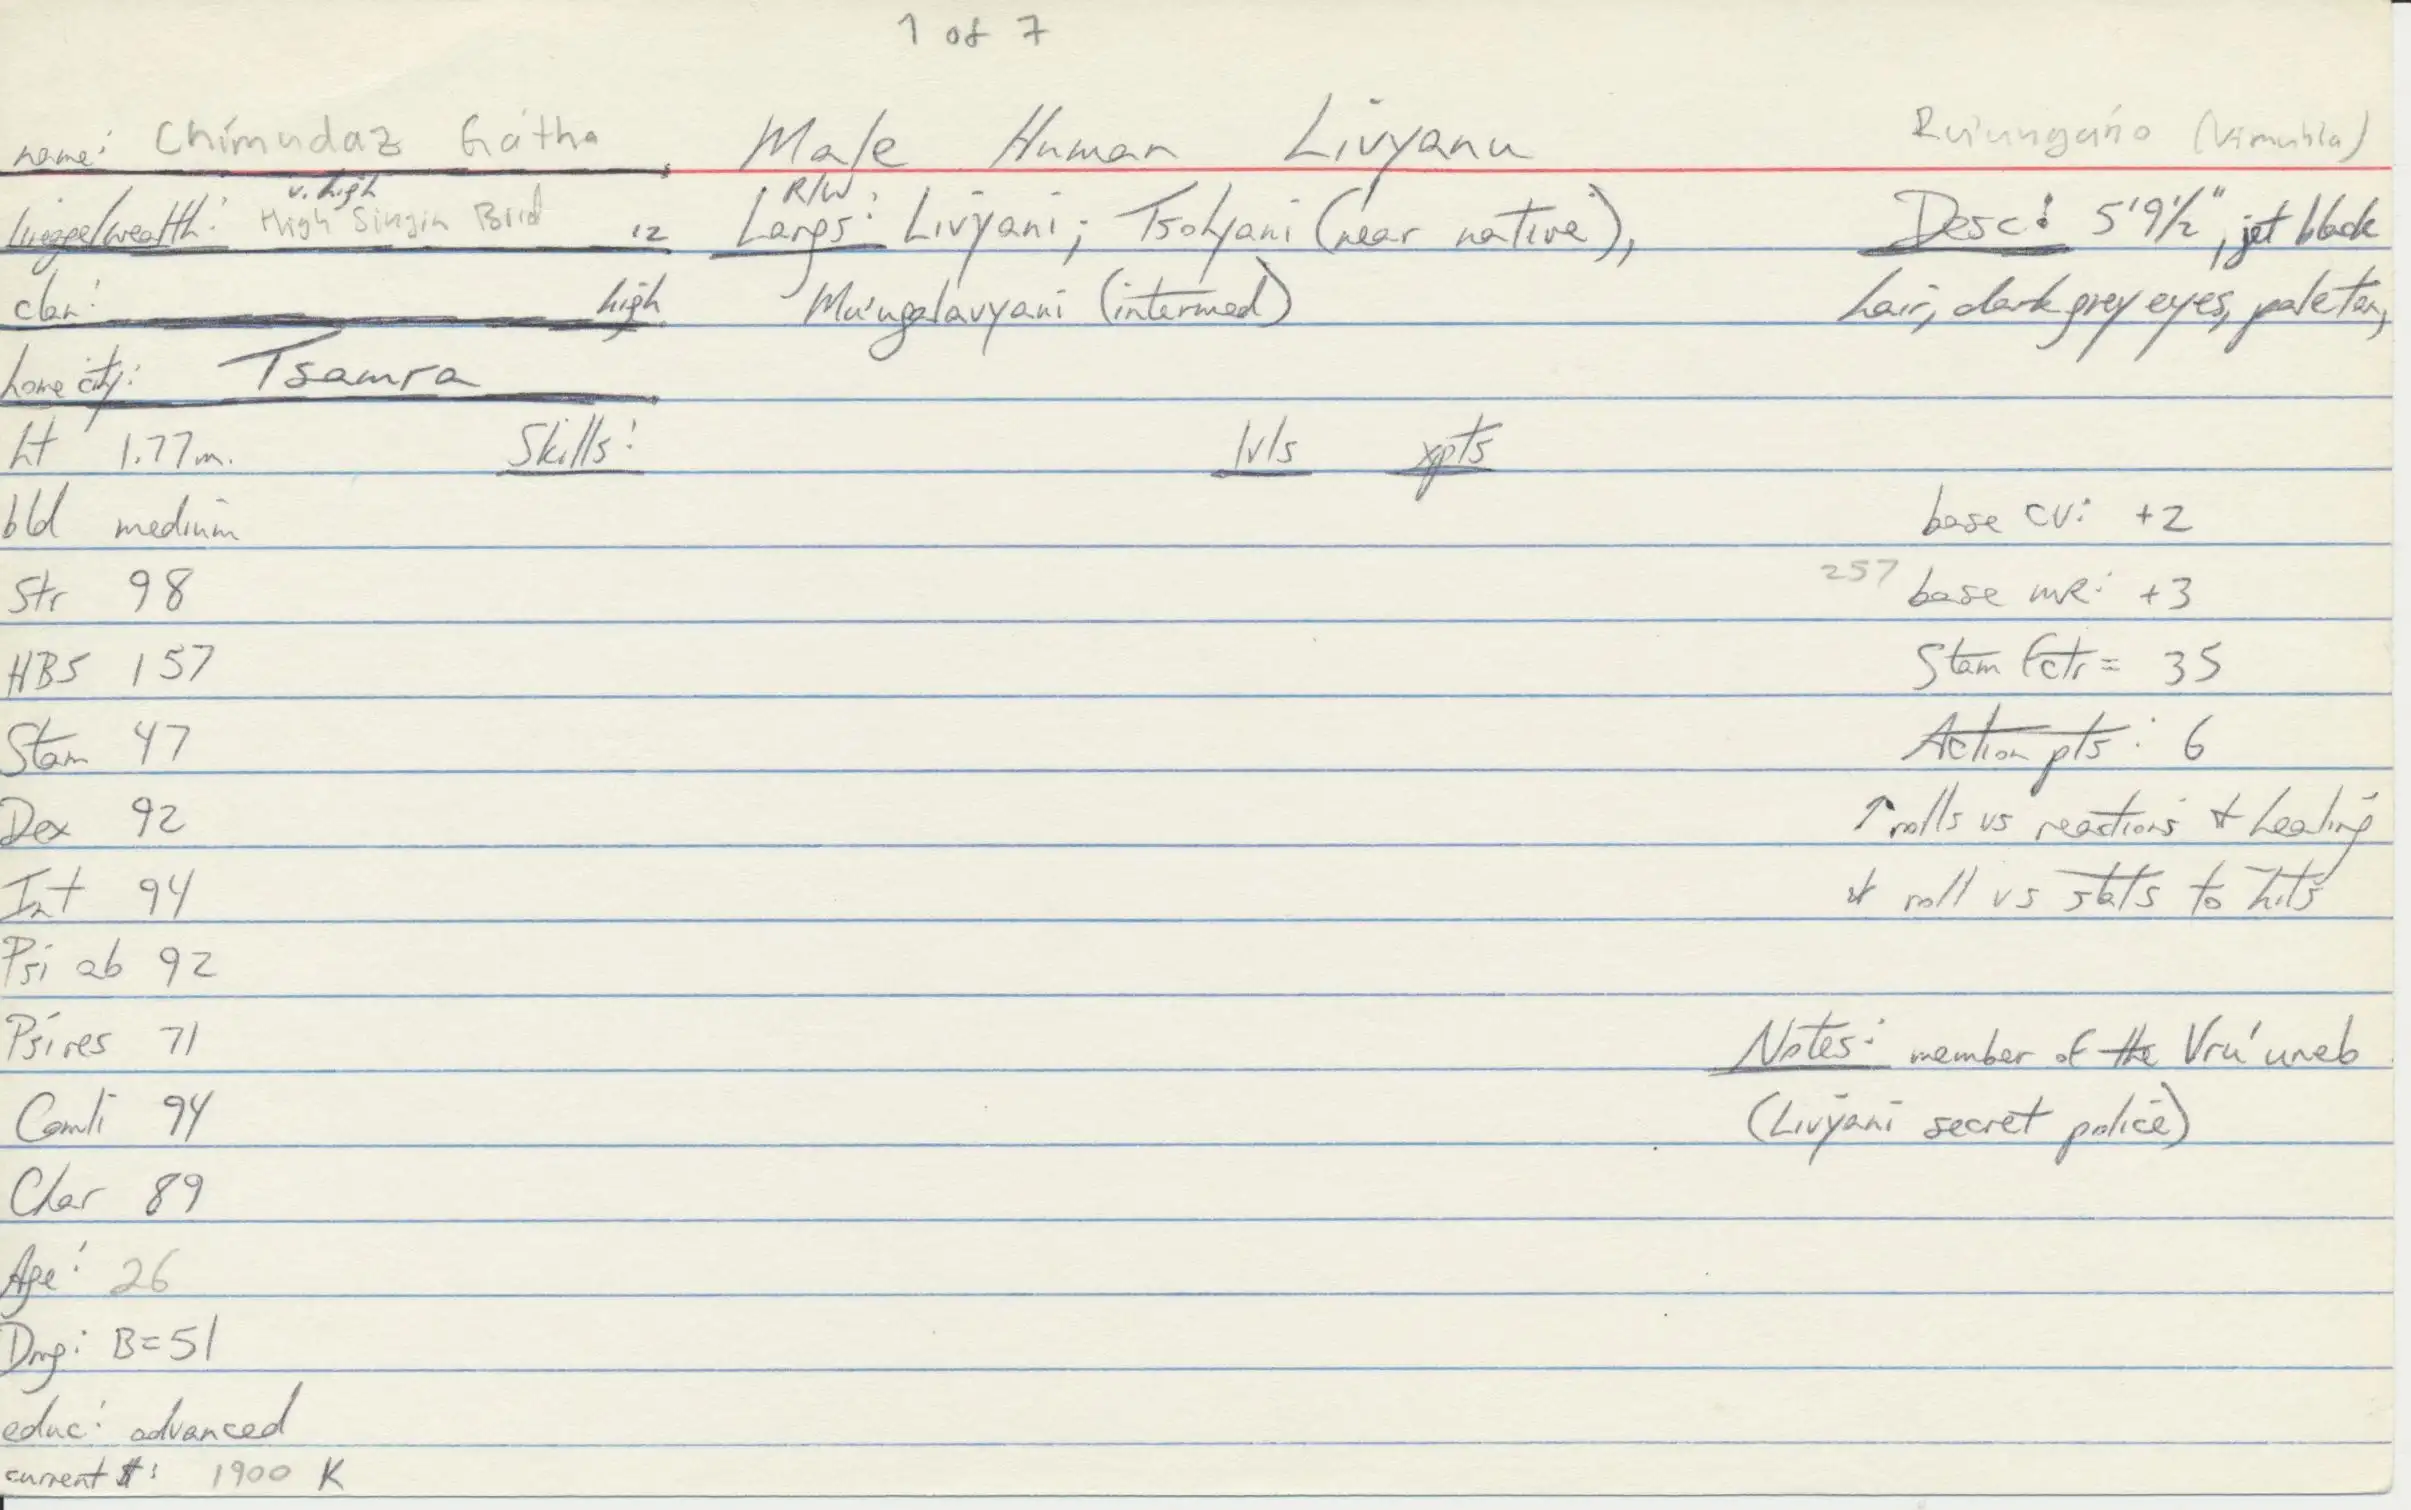 1 of 7
name: Chímudaz Gátha Male Human Livyanu Ru'ungáno (Vimuhla)
v. high R/W
lineage/wealth: High Singin Brid 12 Langs: Livyani; Tsolyani (near native), Desc: 5'9½", jet black
clan: high Mu'ugalavyani (intermed) hair, dark grey eyes, pale tan,
home city: Tsamra
ht 1.77m. Skills: lvls xpts
bld medium base CV: +2
Str 98 257 base MR: +3
HBS 157 Stam fctr = 35
Stam 47 Action pts: 6
Dex 92 ↑ rolls vs reactions & healing
Int 94 & roll vs stats to hits
Psi ab 92
Psi res 71 Notes: member of the Vru'uneb
Comli 94 (Livyani secret police)
Char 89
Age: 26
Dmg: B=51
educ: advanced
current $: 1900 K